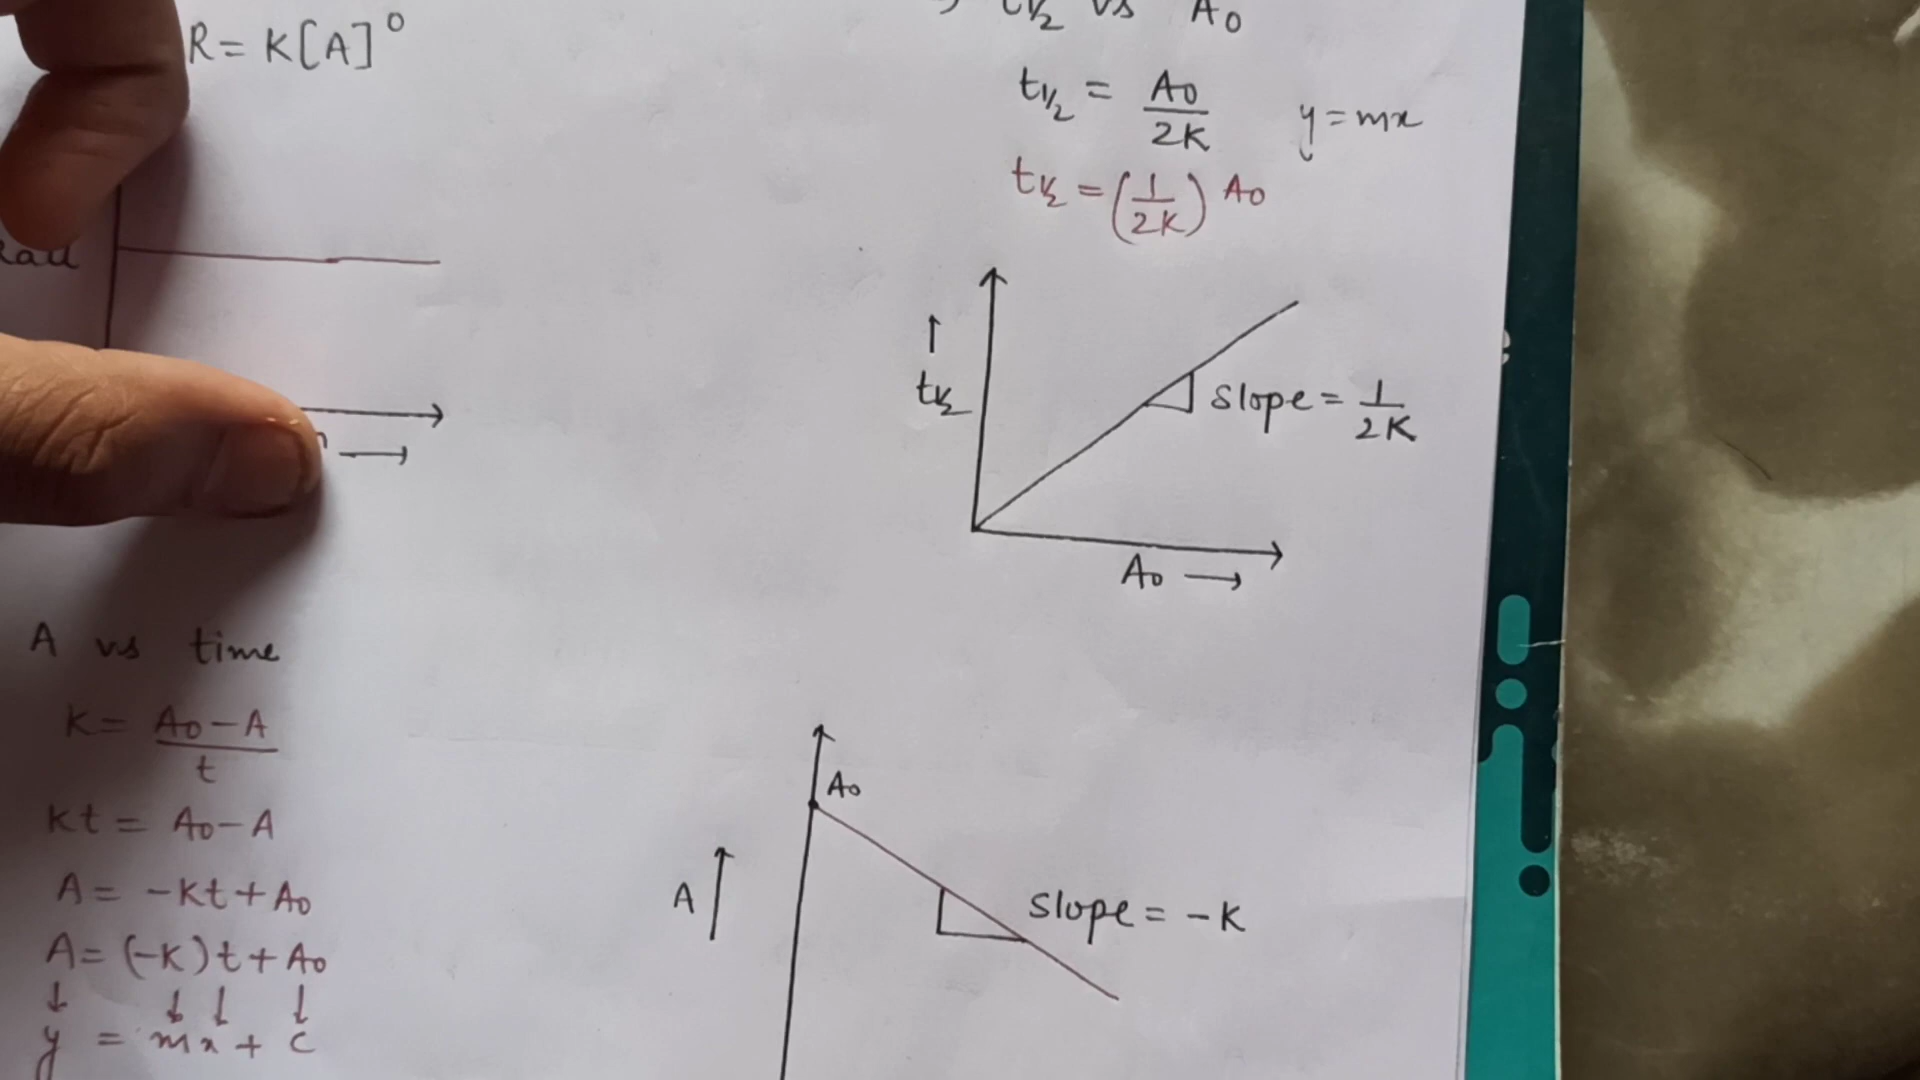 R = K[A]⁰
t½ vs A₀
t½ = A₀/2K y = mx
t½ = (1/2K) A₀
t½
Slope = 1/2K
A₀
A vs time
K = A₀ - A / t
Kt = A₀ - A
A = -Kt + A₀
A = (-K)t + A₀
y = mx + c
A₀
A
Slope = -K